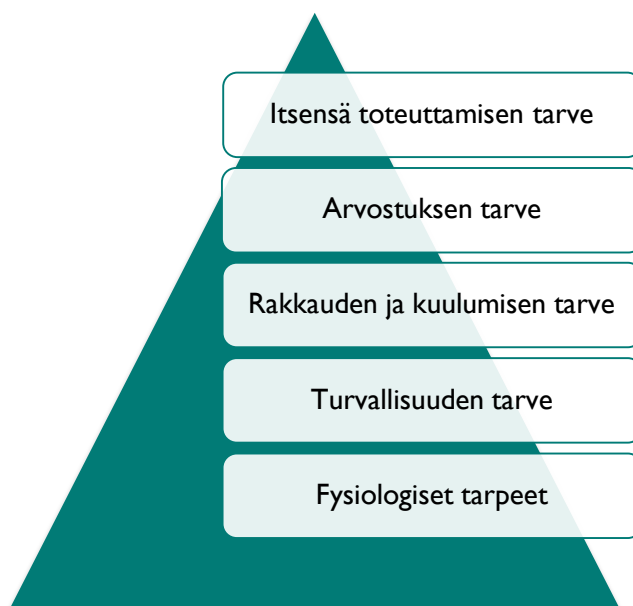 Itsensä toteuttamisen tarve
Arvostuksen tarve
Rakkauden ja kuulumisen tarve
Turvallisuuden tarve
Fysiologiset tarpeet